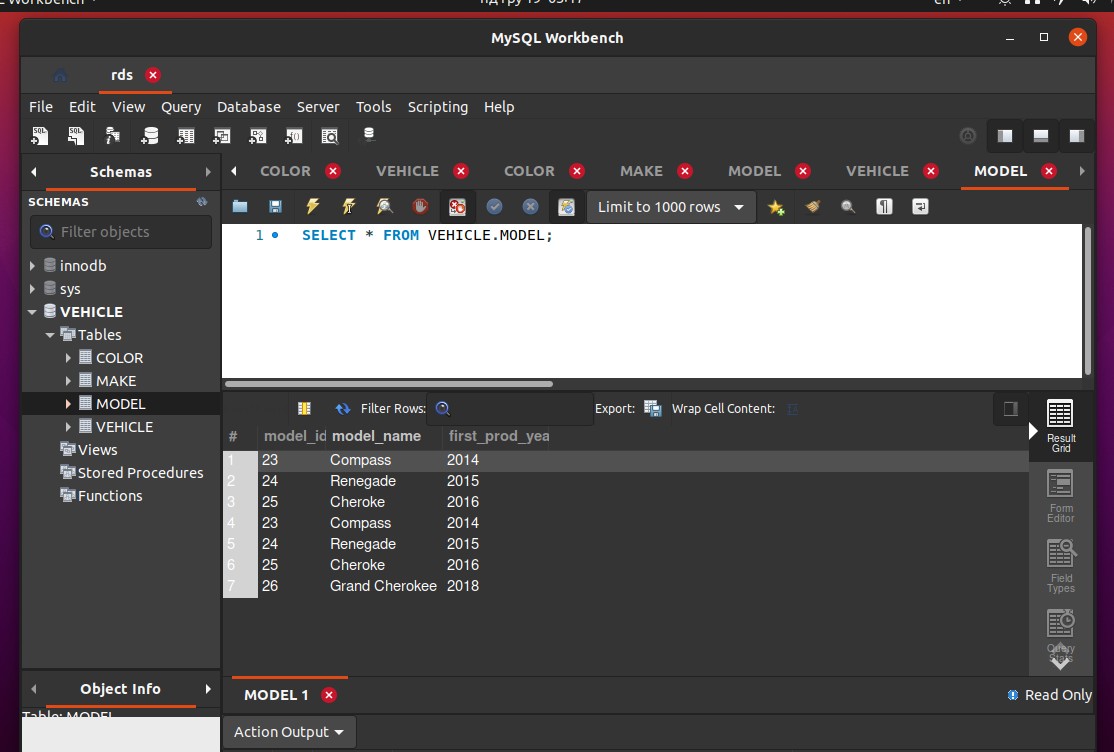 MySQL Workbench
rds
File Edit View Query Database Server Tools Scripting Help
Schemas
COLOR VEHICLE COLOR MAKE MODEL VEHICLE MODEL
SCHEMAS
Limit to 1000 rows
Filter objects
1 SELECT * FROM VEHICLE.MODEL;
innodb
sys
VEHICLE
Tables
COLOR
MAKE
MODEL
VEHICLE
Views
Stored Procedures
Functions
Filter Rows: Export: Wrap Cell Content:
# model_id model_name first_prod_yea
1 23 Compass 2014
2 24 Renegade 2015
3 25 Cheroke 2016
4 23 Compass 2014
5 24 Renegade 2015
6 25 Cheroke 2016
7 26 Grand Cherokee 2018
Result
Grid
Form
Editor
Field
Types
Query
Stats
Object Info
MODEL 1
Read Only
Table: MODEL
Action Output